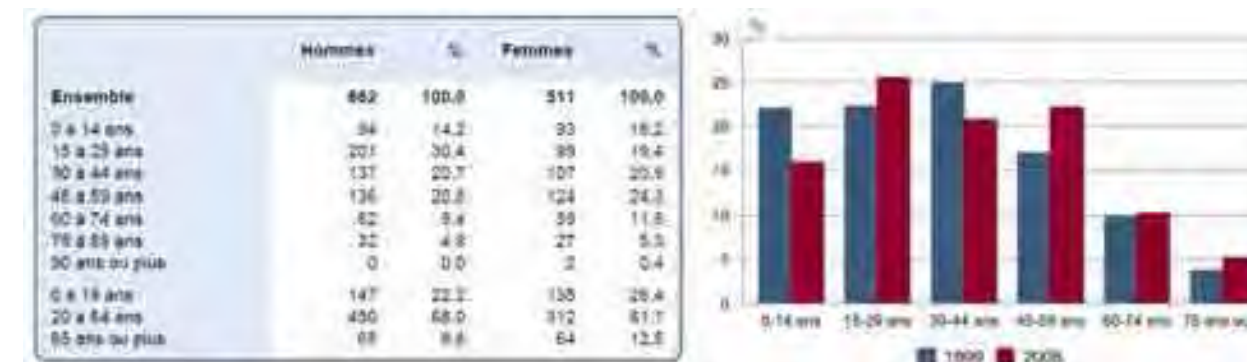 Hommes % Femmes %
Ensemble 662 100,0 511 100,0
0 à 14 ans 94 14,2 93 18,2
15 à 29 ans 201 30,4 99 19,4
30 à 44 ans 137 20,7 107 20,9
45 à 59 ans 136 20,5 124 24,3
60 à 74 ans 62 9,4 59 11,5
75 à 89 ans 32 4,8 27 5,3
90 ans ou plus 0 0,0 2 0,4
0 à 19 ans 147 22,2 135 26,4
20 à 64 ans 450 68,0 312 61,1
65 ans ou plus 65 9,8 64 12,5
%
30
25
20
15
10
5
0
0-14 ans 15-29 ans 30-44 ans 45-59 ans 60-74 ans 75 ans ou
1999